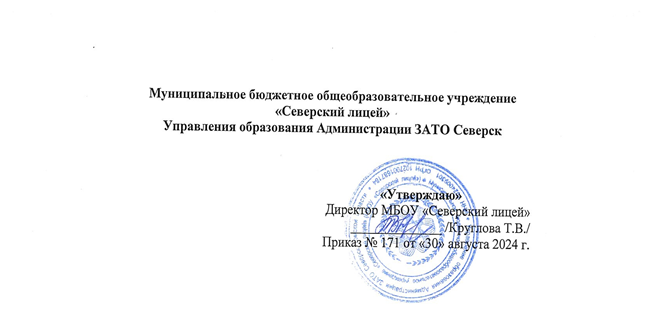 Муниципальное бюджетное общеобразовательное учреждение
«Северский лицей»
Управления образования Администрации ЗАТО Северск
«Утверждаю»
Директор МБОУ «Северский лицей»
/Круглова Т.В./
Приказ № 171 от «30» августа 2024 г.